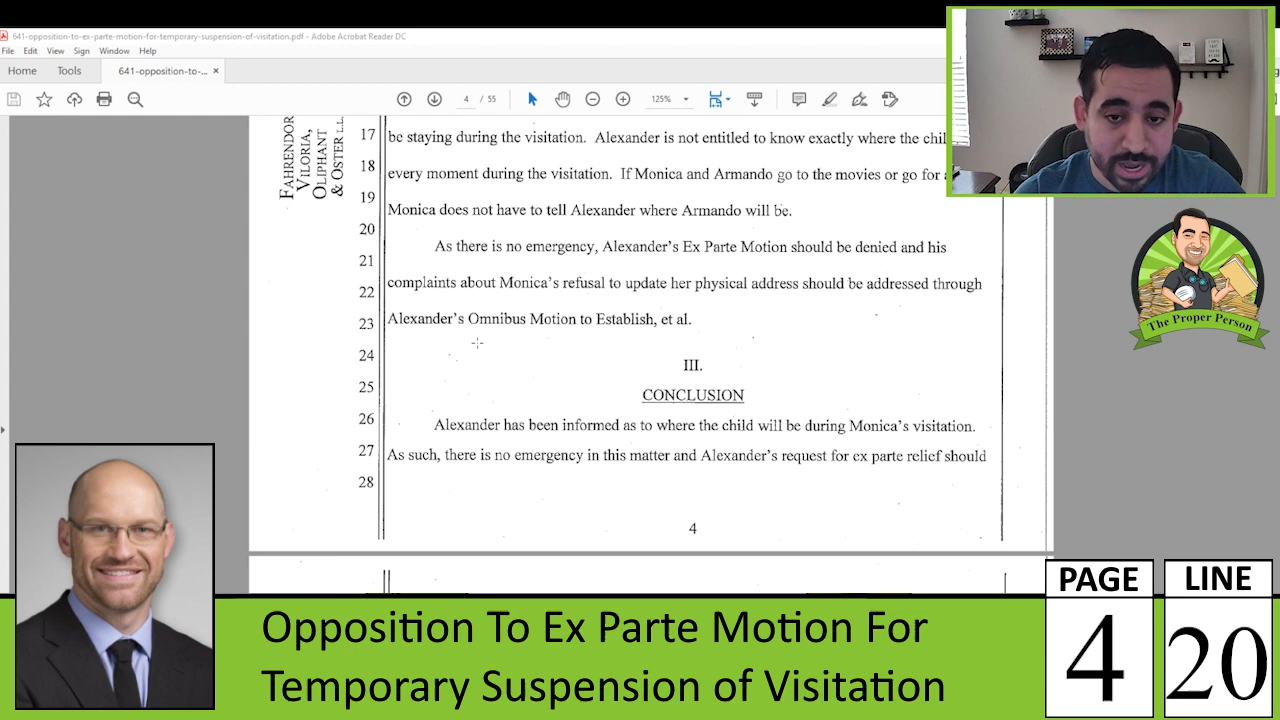 641-opposition-to-ex-parte-motion-for-temporary-suspension-of-visitation.pdf - Adobe Acrobat Reader DC
File Edit View Sign Window Help
Home Tools 641-opposition-to-... ×
4 / 55 125%
FAHRENDORF
VILORIA,
OLIPHANT
& OSTER L.L.
17 be staying during the visitation. Alexander is not entitled to know exactly where the
18 every moment during the visitation. If Monica and Armando go to the movies or go for
19 Monica does not have to tell Alexander where Armando will be.
20 As there is no emergency, Alexander's Ex Parte Motion should be denied and his
21 complaints about Monica's refusal to update her physical address should be addressed through
22 Alexander's Omnitus Motion to Establish, et al.
23
24 III.
25 CONCLUSION
26 Alexander has been informed as to where the child will be during Monica's visitation.
27 As such, there is no emergency in this matter and Alexander's request for ex parte relief should
28
4
The Proper Person
Opposition To Ex Parte Motion For
Temporary Suspension of Visitation
PAGE LINE
4 20